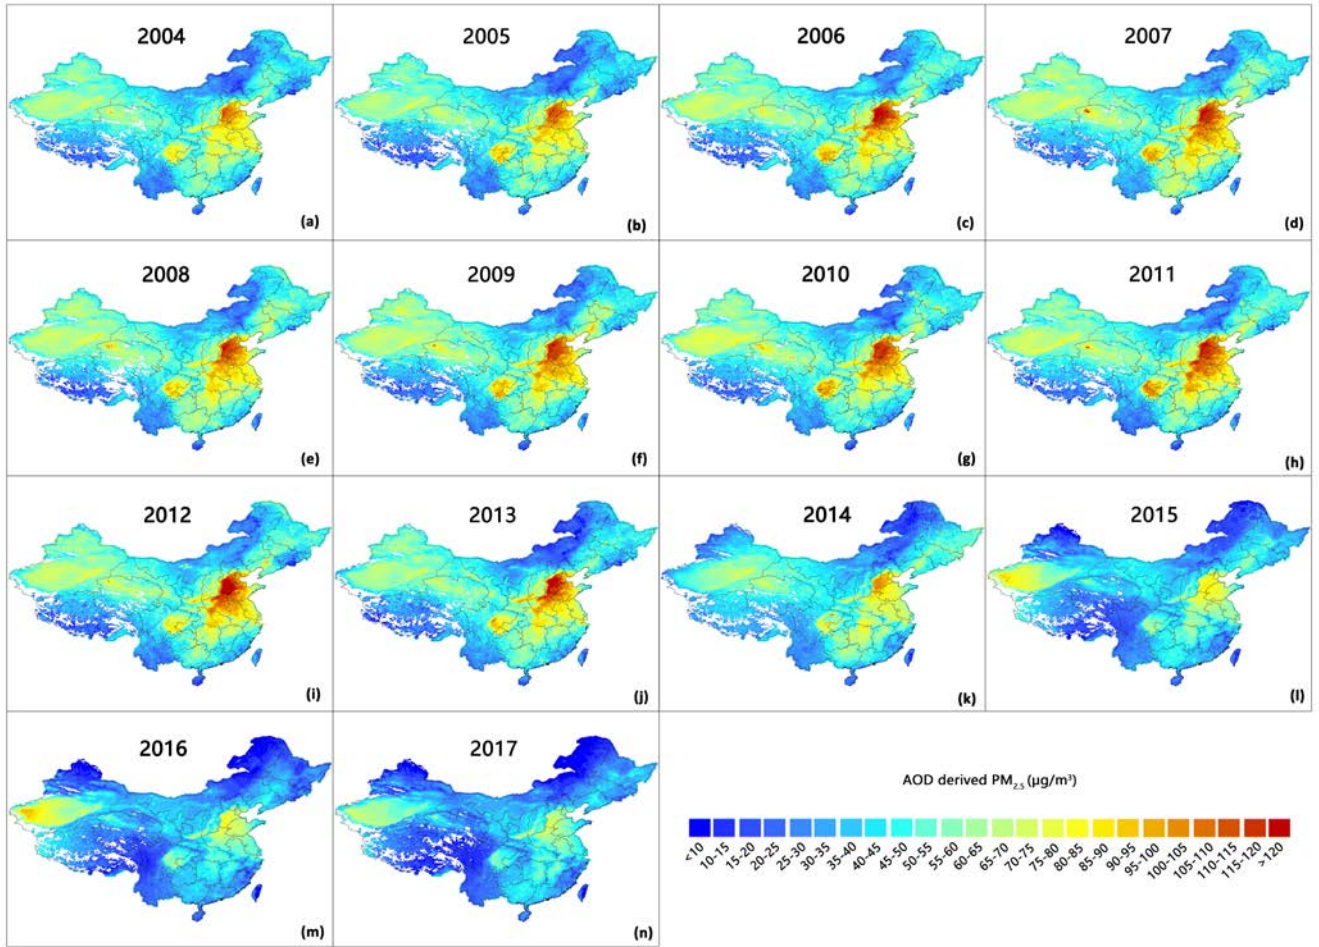 2004
2005
2006
2007
(a)
(b)
(c)
(d)
2008
2009
2010
2011
(e)
(f)
(g)
(h)
2012
2013
2014
2015
(i)
(j)
(k)
(l)
2016
2017
(m)
(n)
AOD derived PM2.5 (μg/m³)
<10
10-15
15-20
20-25
25-30
30-35
35-40
40-45
45-50
50-55
55-60
60-65
65-70
70-75
75-80
80-85
85-90
90-95
95-100
100-105
105-110
110-115
115-120
>120